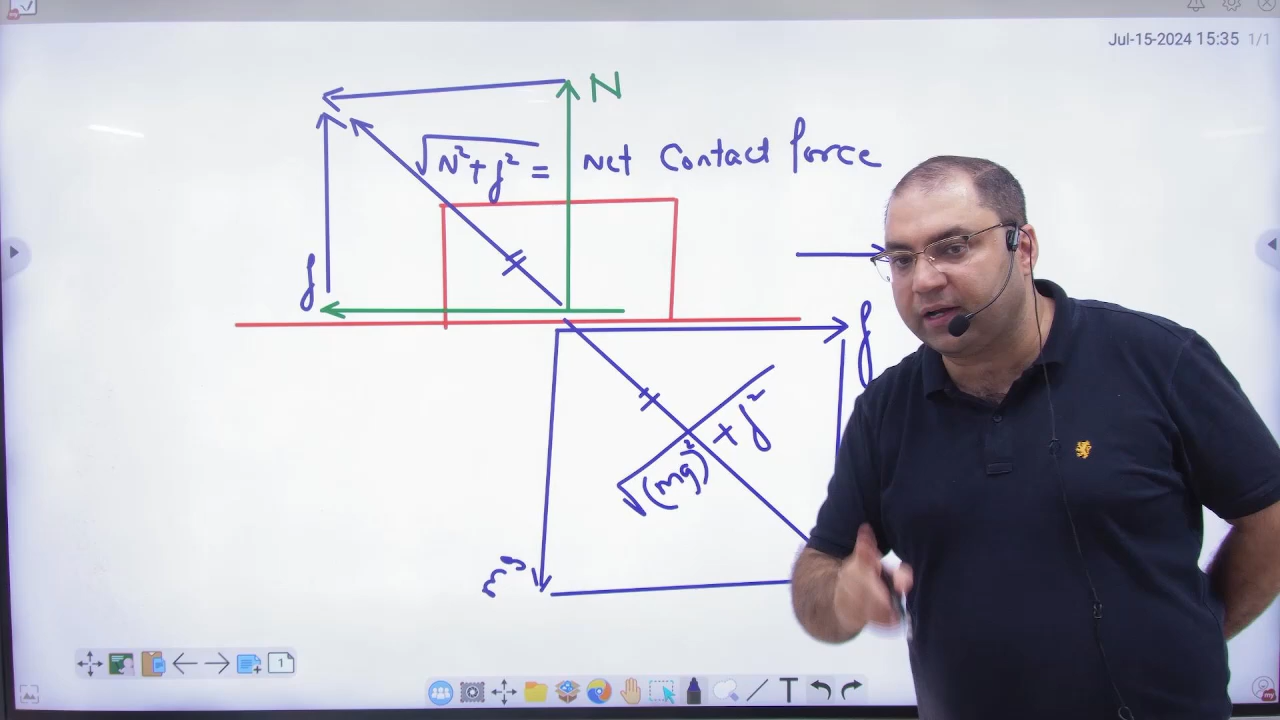 Jul-15-2024 15:35 1/1
N
√N²+f² = Net Contact force
f
f
√(mg)²+f²
mg
1
T